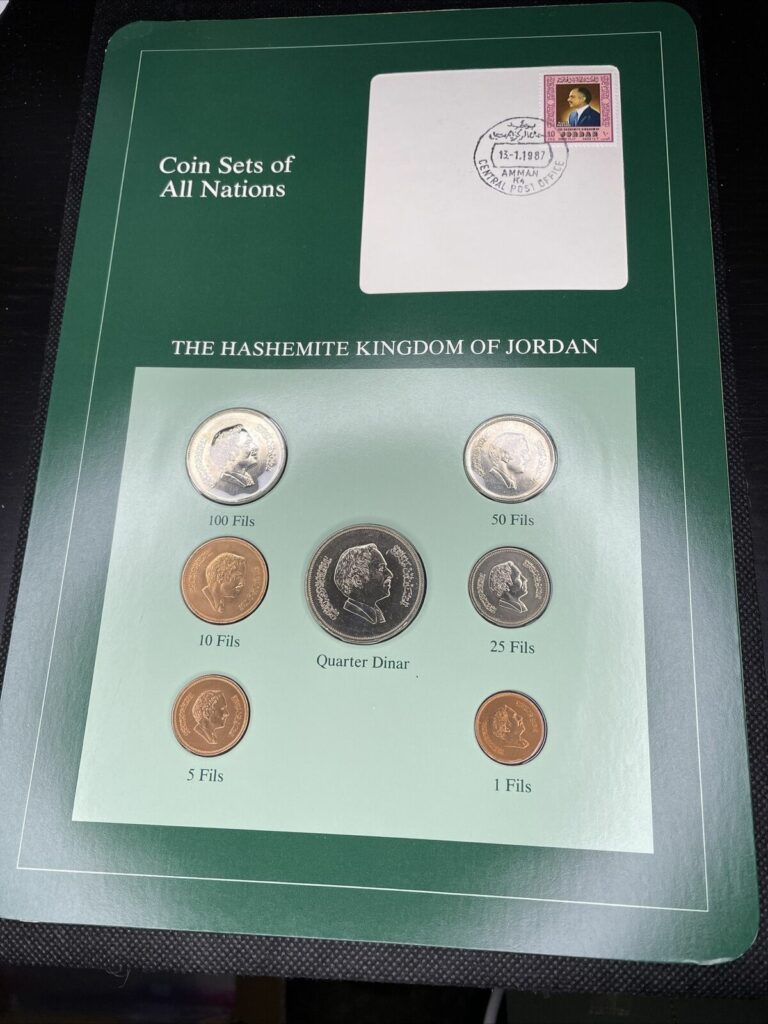 Coin Sets of
All Nations
13-1.1987
AMMAN
CENTRAL POST OFFICE
JORDAN
THE HASHEMITE KINGDOM OF JORDAN
100 Fils
50 Fils
10 Fils
Quarter Dinar
25 Fils
5 Fils
1 Fils